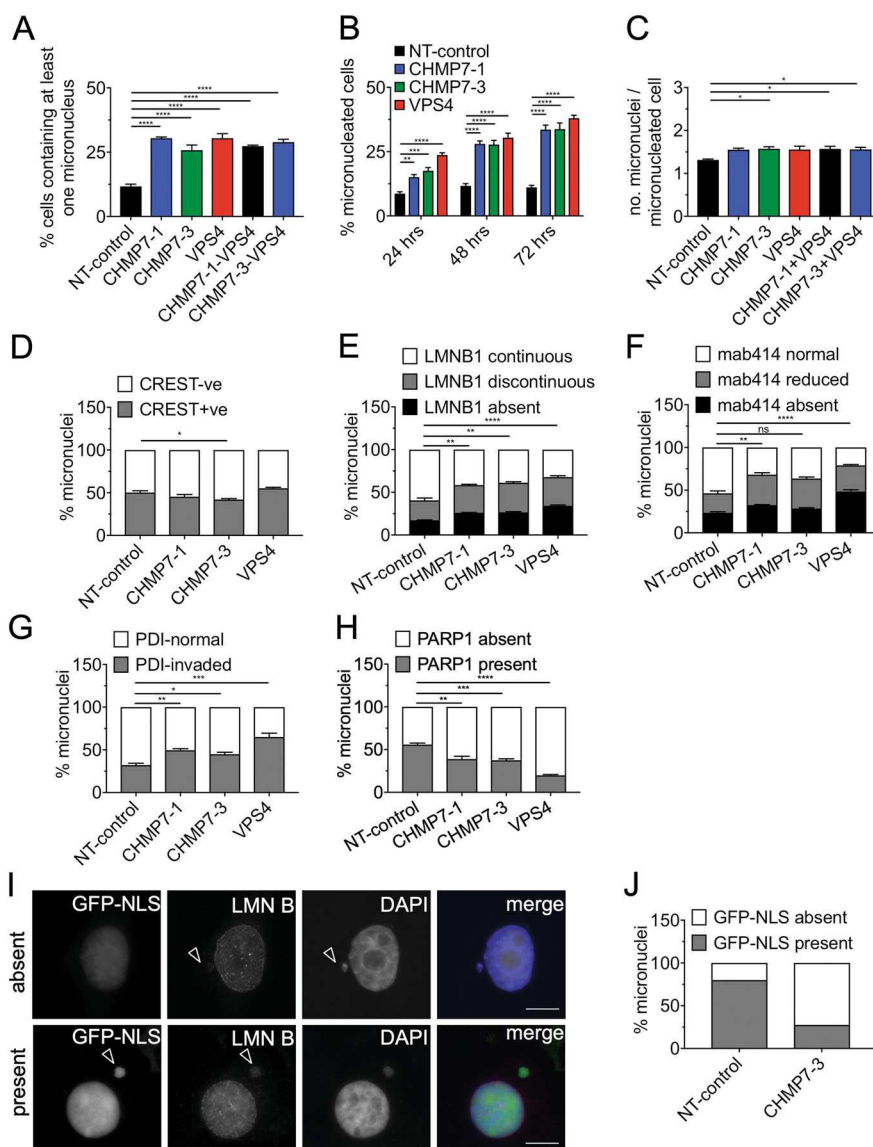 A
% cells containing at least
one micronucleus
50
25
0
****
****
****
****
****
NT-control
CHMP7-1
CHMP7-3
VPS4
CHMP7-1-VPS4
CHMP7-3-VPS4
B
NT-control
CHMP7-1
CHMP7-3
VPS4
% micronucleated cells
50
25
0
****
***
**
****
****
****
****
****
****
24 hrs
48 hrs
72 hrs
C
no. micronuclei /
micronucleated cell
3
2
1
0
*
*
*
NT-control
CHMP7-1
CHMP7-3
VPS4
CHMP7-1+VPS4
CHMP7-3+VPS4
D
CREST-ve
CREST+ve
% micronuclei
150
100
50
0
*
NT-control
CHMP7-1
CHMP7-3
VPS4
E
LMNB1 continuous
LMNB1 discontinuous
LMNB1 absent
% micronuclei
150
100
50
0
****
**
**
NT-control
CHMP7-1
CHMP7-3
VPS4
F
mab414 normal
mab414 reduced
mab414 absent
% micronuclei
150
100
50
0
****
ns
**
NT-control
CHMP7-1
CHMP7-3
VPS4
G
PDI-normal
PDI-invaded
% micronuclei
150
100
50
0
***
*
**
NT-control
CHMP7-1
CHMP7-3
VPS4
H
PARP1 absent
PARP1 present
% micronuclei
150
100
50
0
****
***
**
NT-control
CHMP7-1
CHMP7-3
VPS4
I
absent
GFP-NLS
LMN B
DAPI
merge
present
GFP-NLS
LMN B
DAPI
merge
J
GFP-NLS absent
GFP-NLS present
% micronuclei
150
100
50
0
NT-control
CHMP7-3